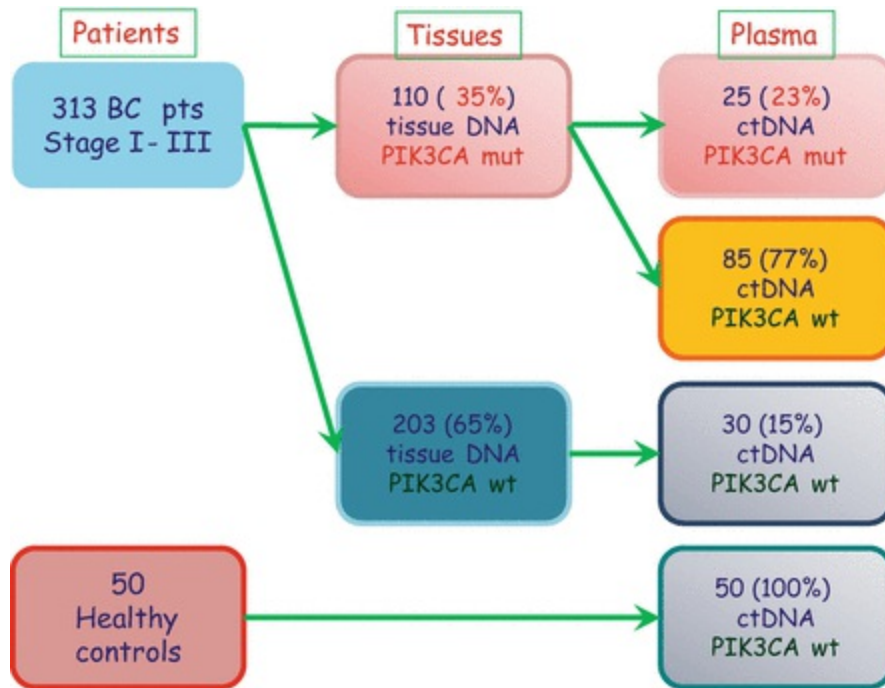 Patients
Tissues
Plasma
313 BC pts
Stage I - III
110 ( 35%)
tissue DNA
PIK3CA mut
25 (23%)
ctDNA
PIK3CA mut
85 (77%)
ctDNA
PIK3CA wt
203 (65%)
tissue DNA
PIK3CA wt
30 (15%)
ctDNA
PIK3CA wt
50
Healthy
controls
50 (100%)
ctDNA
PIK3CA wt